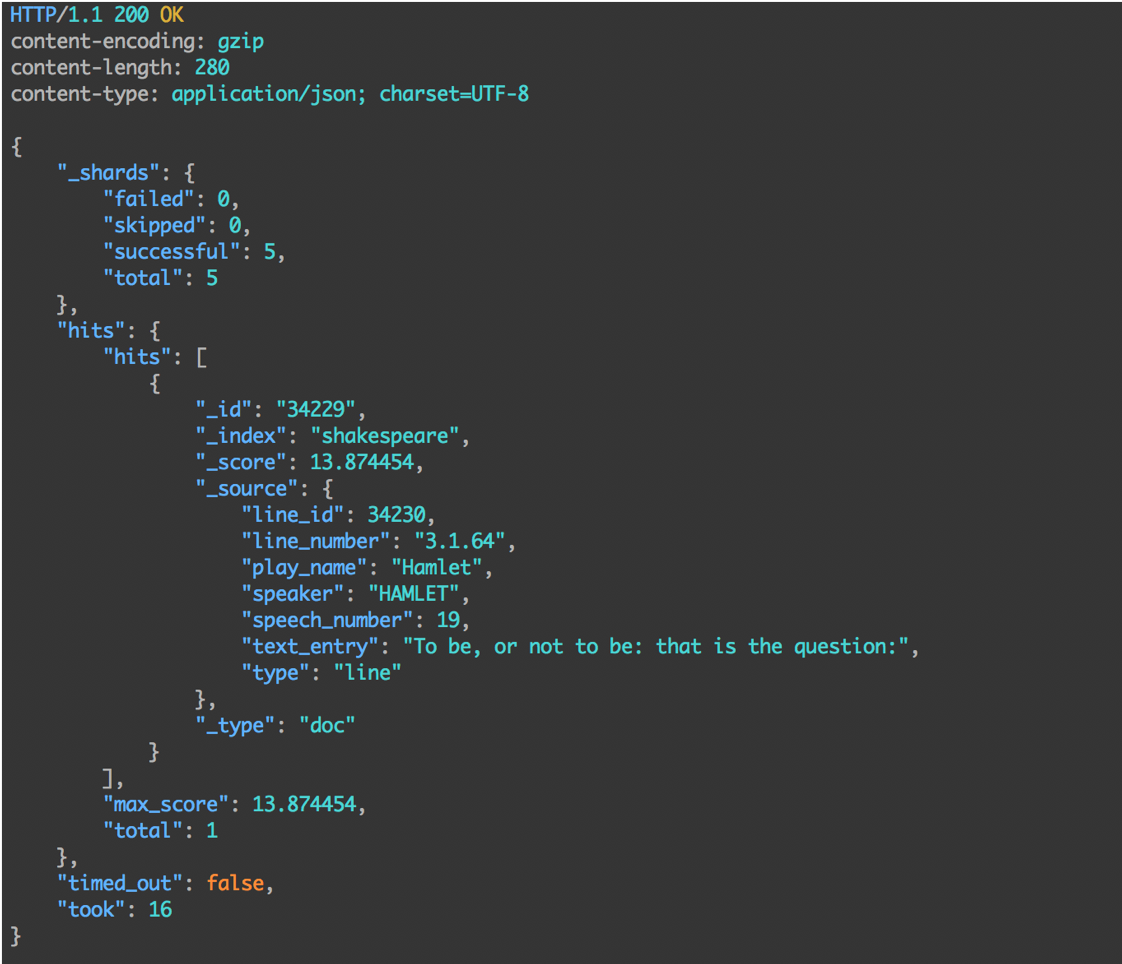 HTTP/1.1 200 OK
content-encoding: gzip
content-length: 280
content-type: application/json; charset=UTF-8

{
    "_shards": {
        "failed": 0,
        "skipped": 0,
        "successful": 5,
        "total": 5
    },
    "hits": {
        "hits": [
            {
                "_id": "34229",
                "_index": "shakespeare",
                "_score": 13.874454,
                "_source": {
                    "line_id": 34230,
                    "line_number": "3.1.64",
                    "play_name": "Hamlet",
                    "speaker": "HAMLET",
                    "speech_number": 19,
                    "text_entry": "To be, or not to be: that is the question:",
                    "type": "line"
                },
                "_type": "doc"
            }
        ],
        "max_score": 13.874454,
        "total": 1
    },
    "timed_out": false,
    "took": 16
}